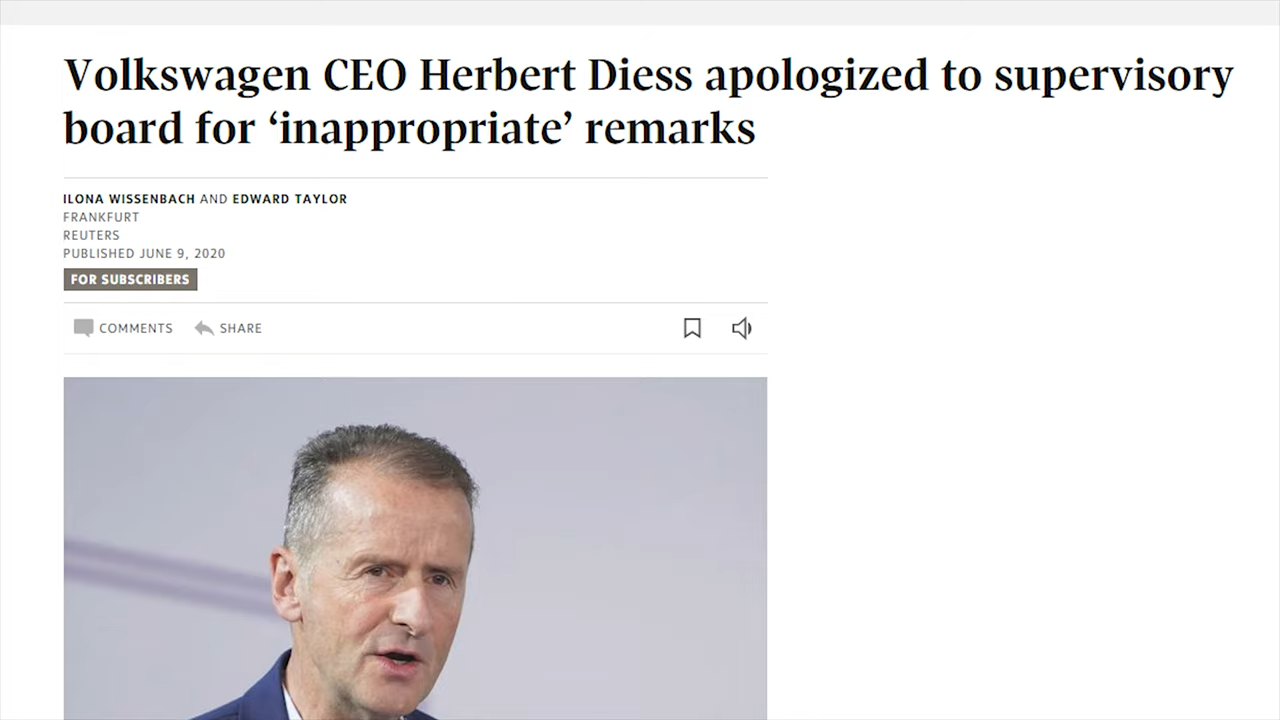 Volkswagen CEO Herbert Diess apologized to supervisory
board for ‘inappropriate’ remarks
ILONA WISSENBACH AND EDWARD TAYLOR
FRANKFURT
REUTERS
PUBLISHED JUNE 9, 2020
FOR SUBSCRIBERS
COMMENTS SHARE